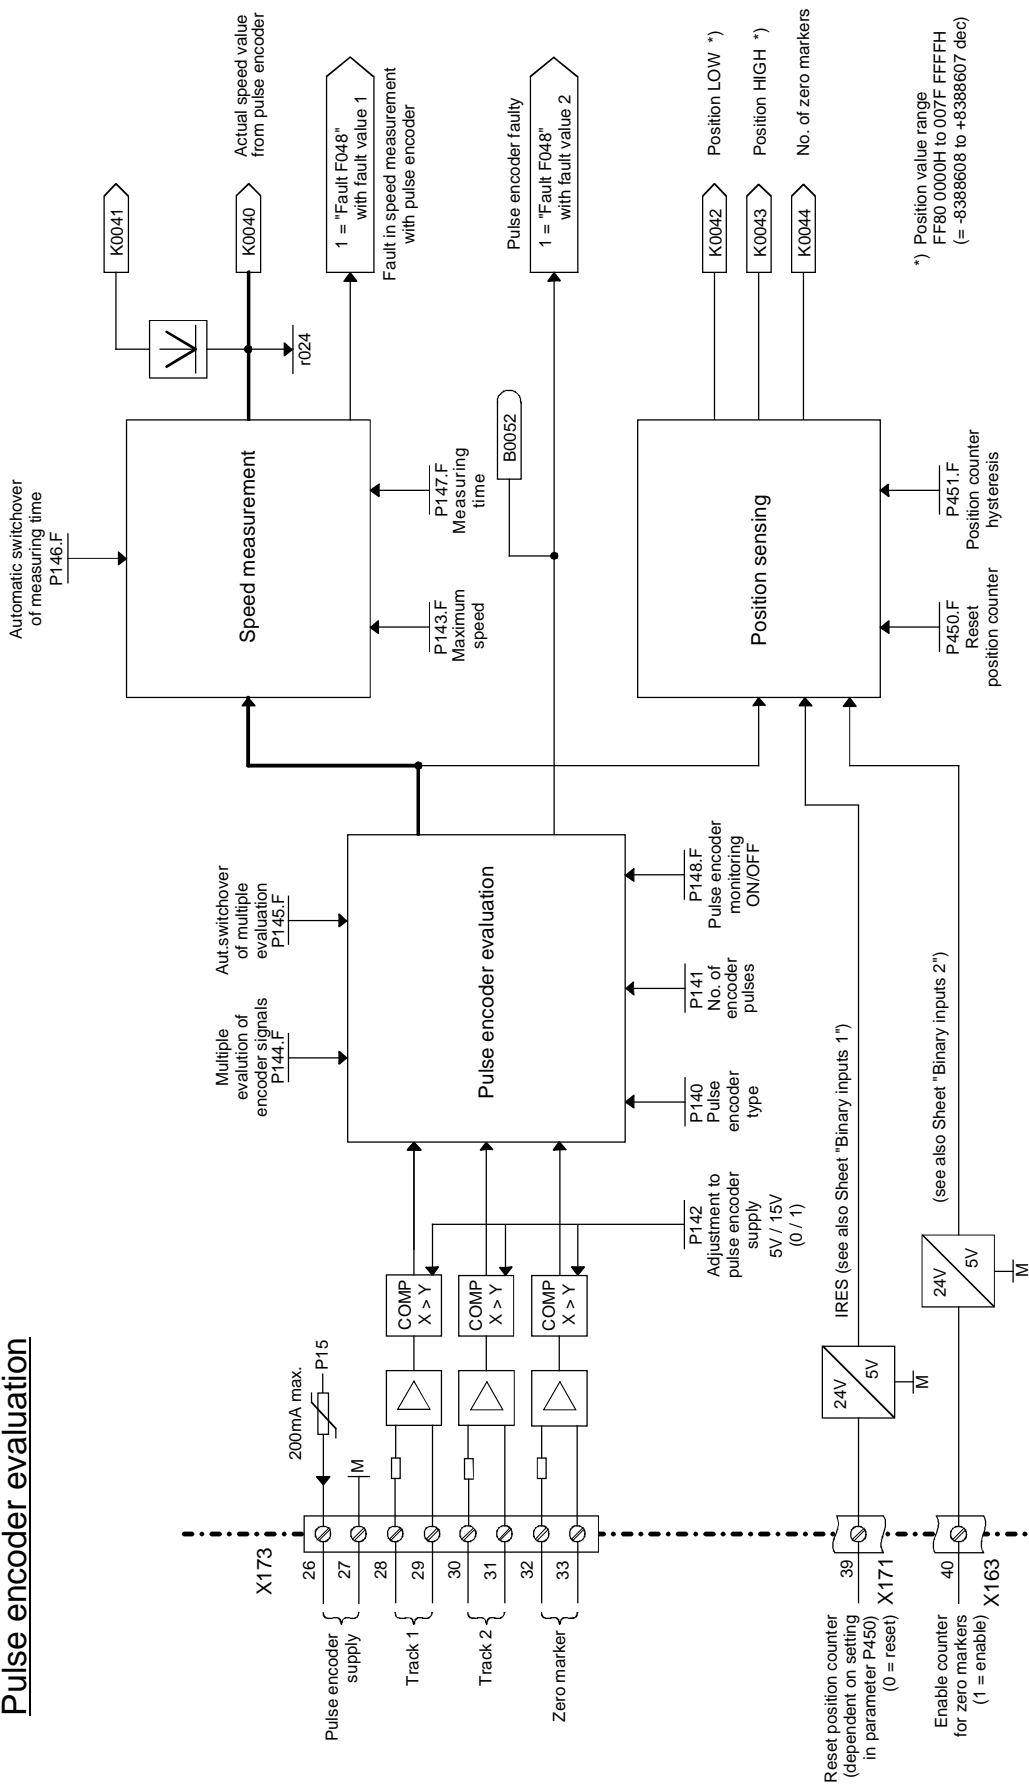 Pulse encoder evaluation
X173
26
27
28
29
30
31
32
33
Pulse encoder
supply
Track 1
Track 2
Zero marker
200mA max.
P15
M
COMP
X > Y
COMP
X > Y
COMP
X > Y
P142
Adjustment to
pulse encoder
supply
5V / 15V
(0 / 1)
Multiple
evalution of
encoder signals
P144.F
Aut.switchover
of multiple
evaluation
P145.F
Pulse encoder evaluation
P140
Pulse
encoder
type
P141
No. of
encoder
pulses
P148.F
Pulse encoder
monitoring
ON/OFF
Automatic switchover
of measuring time
P146.F
Speed measurement
P143.F
Maximum
speed
P147.F
Measuring
time
K0041
K0040
Actual speed value
from pulse encoder
r024
1 = "Fault F048"
with fault value 1
Fault in speed measurement
with pulse encoder
B0052
Pulse encoder faulty
1 = "Fault F048"
with fault value 2
Position sensing
P450.F
Reset
position counter
P451.F
Position counter
hysteresis
K0042
Position LOW *)
K0043
Position HIGH *)
K0044
No. of zero markers
*) Position value range
FF80 0000H to 007F FFFFH
(= -8388608 to +8388607 dec)
Reset position counter
(dependent on setting
in parameter P450)
(0 = reset)
39
X171
24V
5V
M
IRES (see also Sheet "Binary inputs 1")
Enable counter
for zero markers
(1 = enable)
40
X163
24V
5V
M
(see also Sheet "Binary inputs 2")